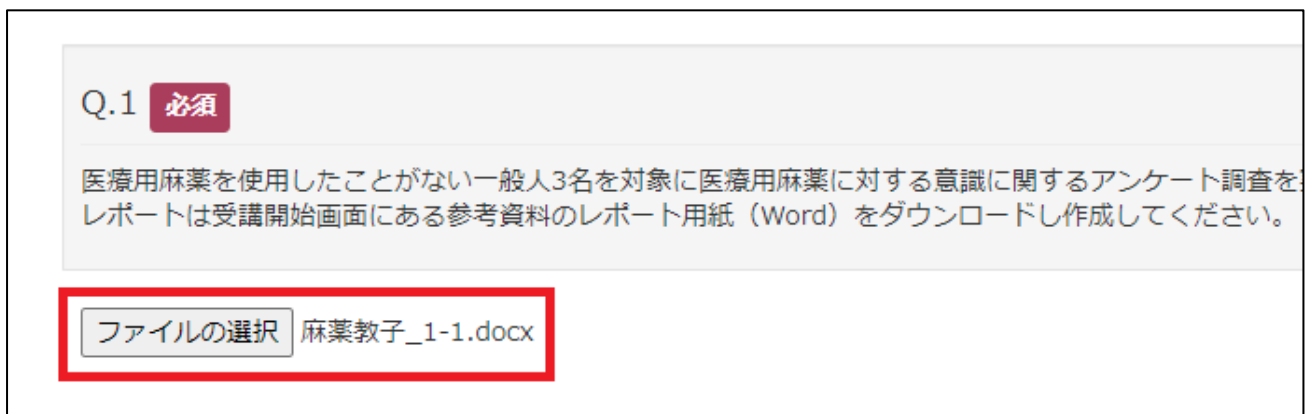 Q.1 必須
医療用麻薬を使用したことがない一般人3名を対象に医療用麻薬に対する意識に関するアンケート調査を
レポートは受講開始画面にある参考資料のレポート用紙（Word）をダウンロードし作成してください。
ファイルの選択 麻薬教子_1-1.docx